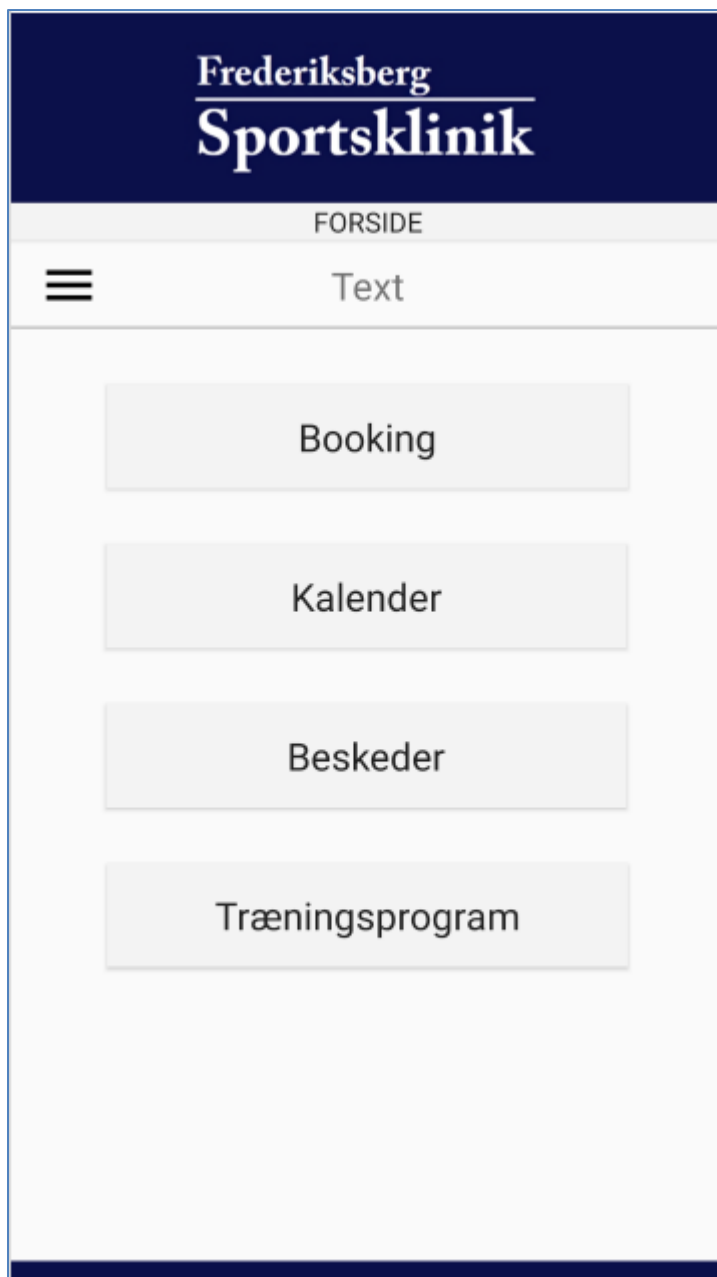 Frederiksberg
Sportsklinik
FORSIDE
Text
Booking
Kalender
Beskeder
Træningsprogram